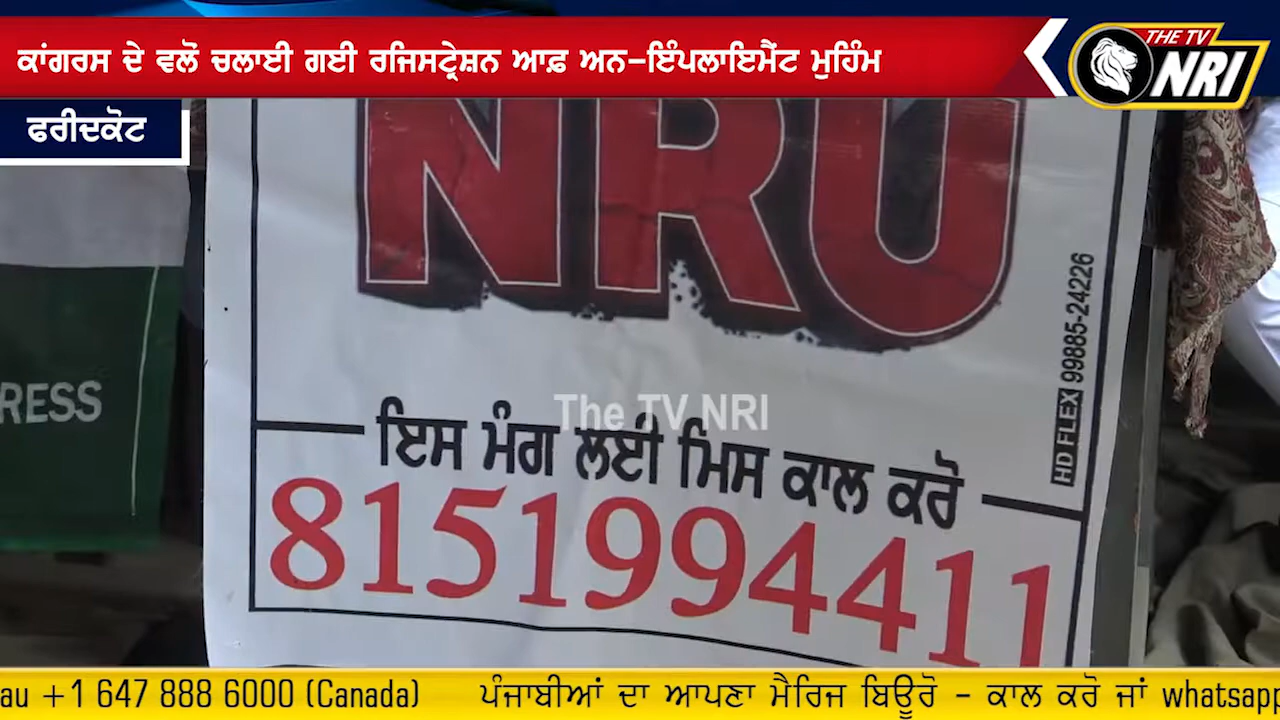 ਕਾਂਗਰਸ ਦੇ ਵਲੋਂ ਚਲਾਈ ਗਈ ਰਜਿਸਟ੍ਰੇਸ਼ਨ ਆਫ਼ ਅਨ-ਇੰਪਲਾਇਮੈਂਟ ਮੁਹਿੰਮ
THE TV
NRI
ਫਰੀਦਕੋਟ
NRU
RESS
HD FLEX 99885-24226
The TV NRI
ਇਸ ਮੰਗ ਲਈ ਮਿਸ ਕਾਲ ਕਰੋ
8151994411
au +1 647 888 6000 (Canada) ਪੰਜਾਬੀਆਂ ਦਾ ਆਪਣਾ ਮੈਰਿਜ ਬਿਊਰੋ - ਕਾਲ ਕਰੋ ਜਾਂ whatsapp